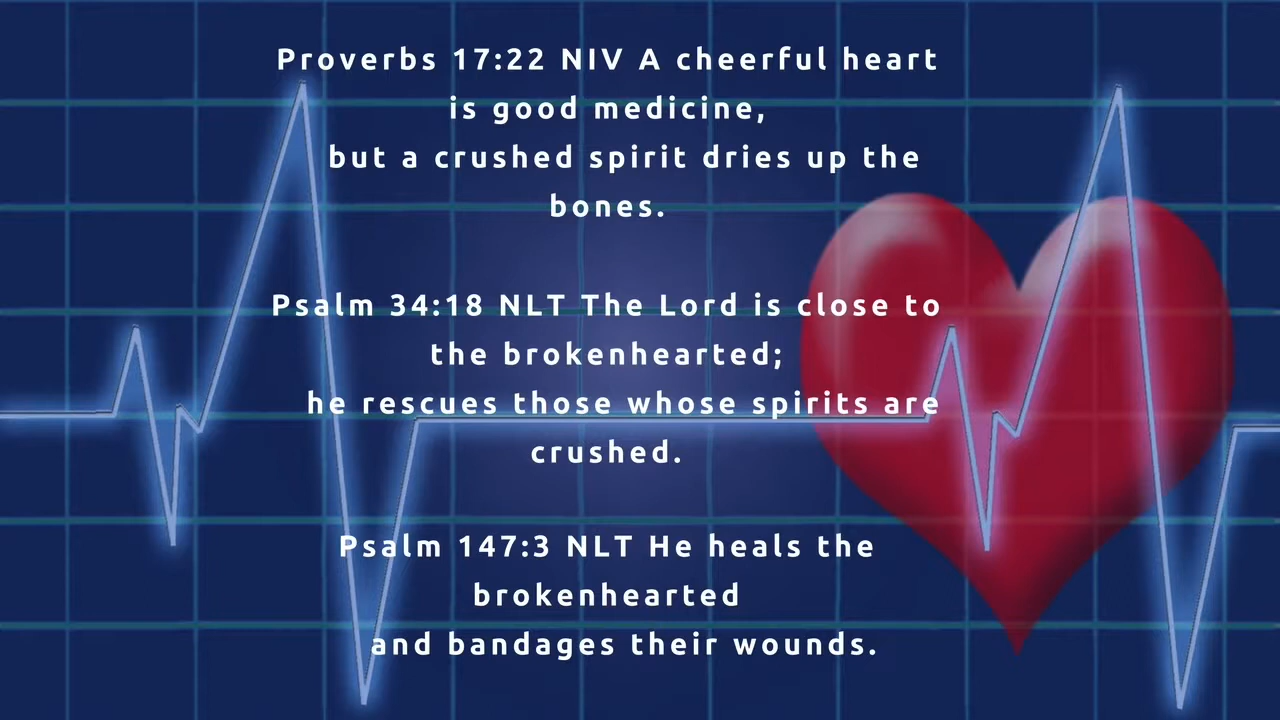 Proverbs 17:22 NIV A cheerful heart
is good medicine,
but a crushed spirit dries up the
bones.
Psalm 34:18 NLT The Lord is close to
the brokenhearted;
he rescues those whose spirits are
crushed.
Psalm 147:3 NLT He heals the
brokenhearted
and bandages their wounds.